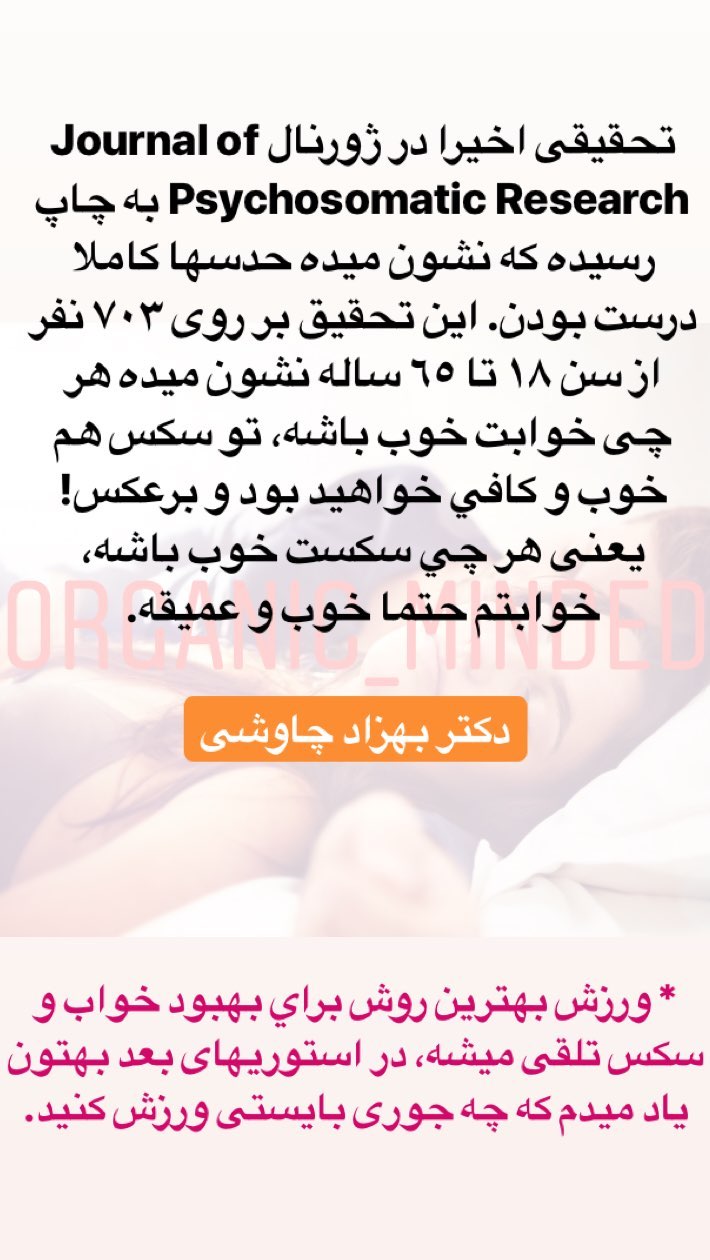 تحقیقی اخیرا در ژورنال Journal of
Psychosomatic Research به چاپ
رسیده که نشون میده حدسها کاملا
درست بودن. این تحقیق بر روی ۷۰۳ نفر
از سن ۱۸ تا ٦٥ ساله نشون میده هر
چی خوابت خوب باشه، تو سکس هم
خوب و کافي خواهید بود و برعکس!
یعنی هر چي سکست خوب باشه،
خوابتم حتما خوب و عمیقه.
ORGANIC_MINDED
دکتر بهزاد چاوشی
* ورزش بهترین روش براي بهبود خواب و
سکس تلقی میشه، در استوریهای بعد بهتون
یاد میدم که چه جوری بایستی ورزش کنید.